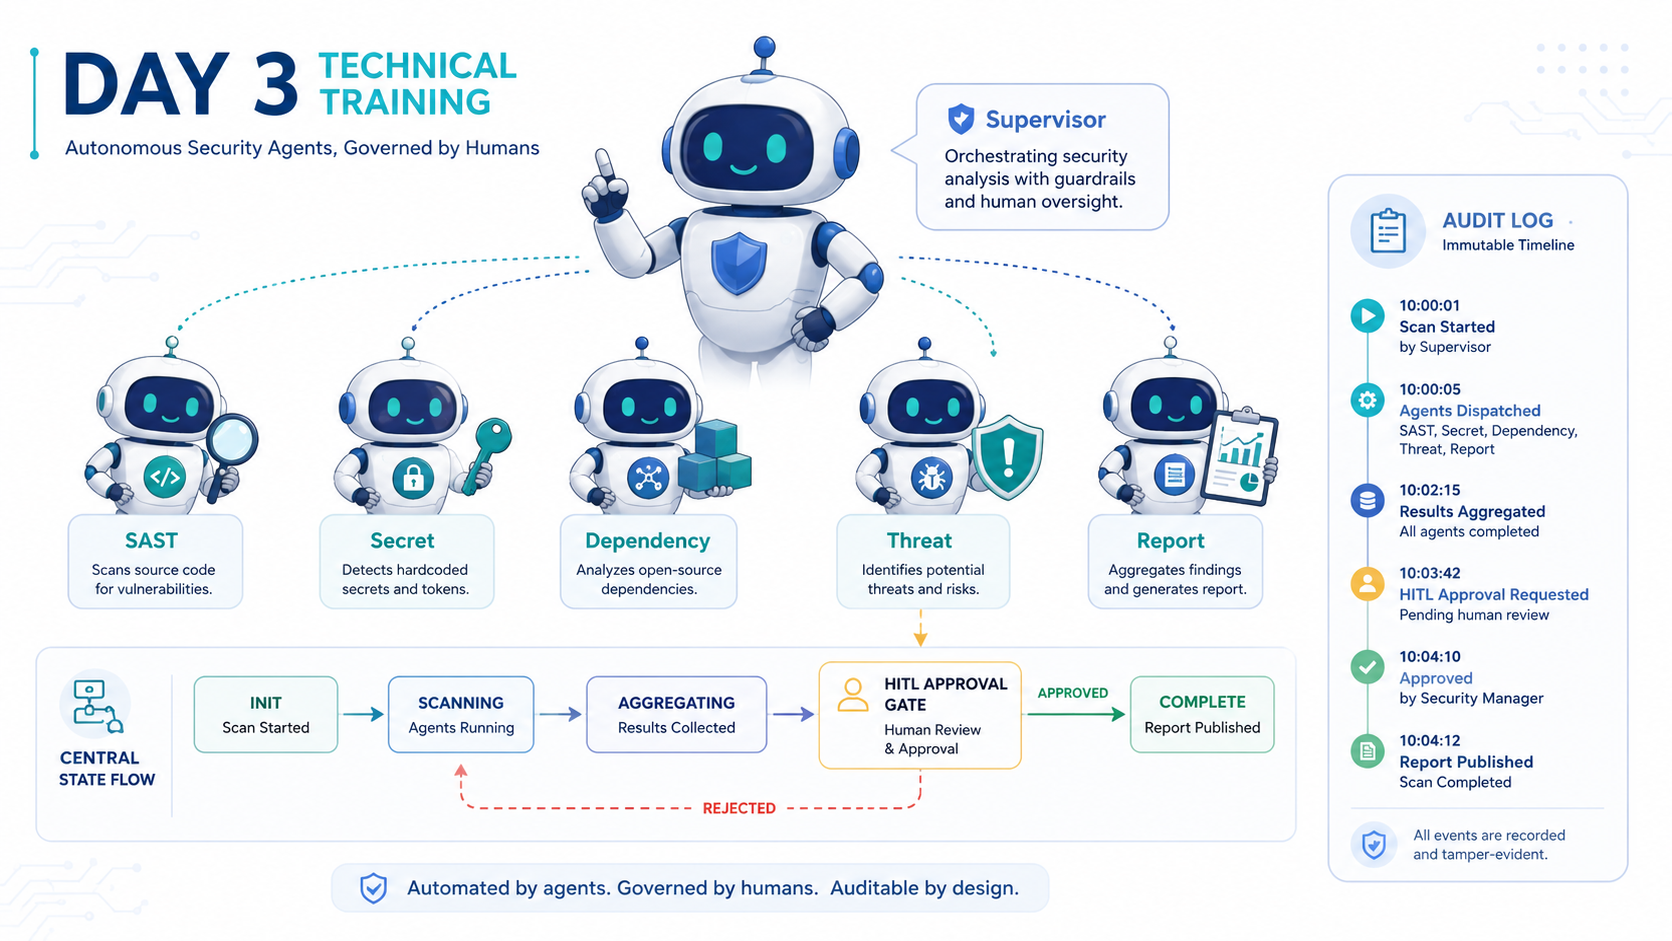 DAY 3
TECHNICAL
TRAINING
Autonomous Security Agents, Governed by Humans
Supervisor
Orchestrating security
analysis with guardrails
and human oversight.
</>
SAST
Scans source code
for vulnerabilities.
Secret
Detects hardcoded
secrets and tokens.
Dependency
Analyzes open-source
dependencies.
!
Threat
Identifies potential
threats and risks.
Report
Aggregates findings
and generates report.
CENTRAL
STATE FLOW
INIT
Scan Started
SCANNING
Agents Running
AGGREGATING
Results Collected
HITL APPROVAL
GATE
Human Review
& Approval
APPROVED
COMPLETE
Report Published
REJECTED
Automated by agents. Governed by humans. Auditable by design.
AUDIT LOG
Immutable Timeline
10:00:01
Scan Started
by Supervisor
10:00:05
Agents Dispatched
SAST, Secret, Dependency,
Threat, Report
10:02:15
Results Aggregated
All agents completed
10:03:42
HITL Approval Requested
Pending human review
10:04:10
Approved
by Security Manager
10:04:12
Report Published
Scan Completed
All events are recorded
and tamper-evident.